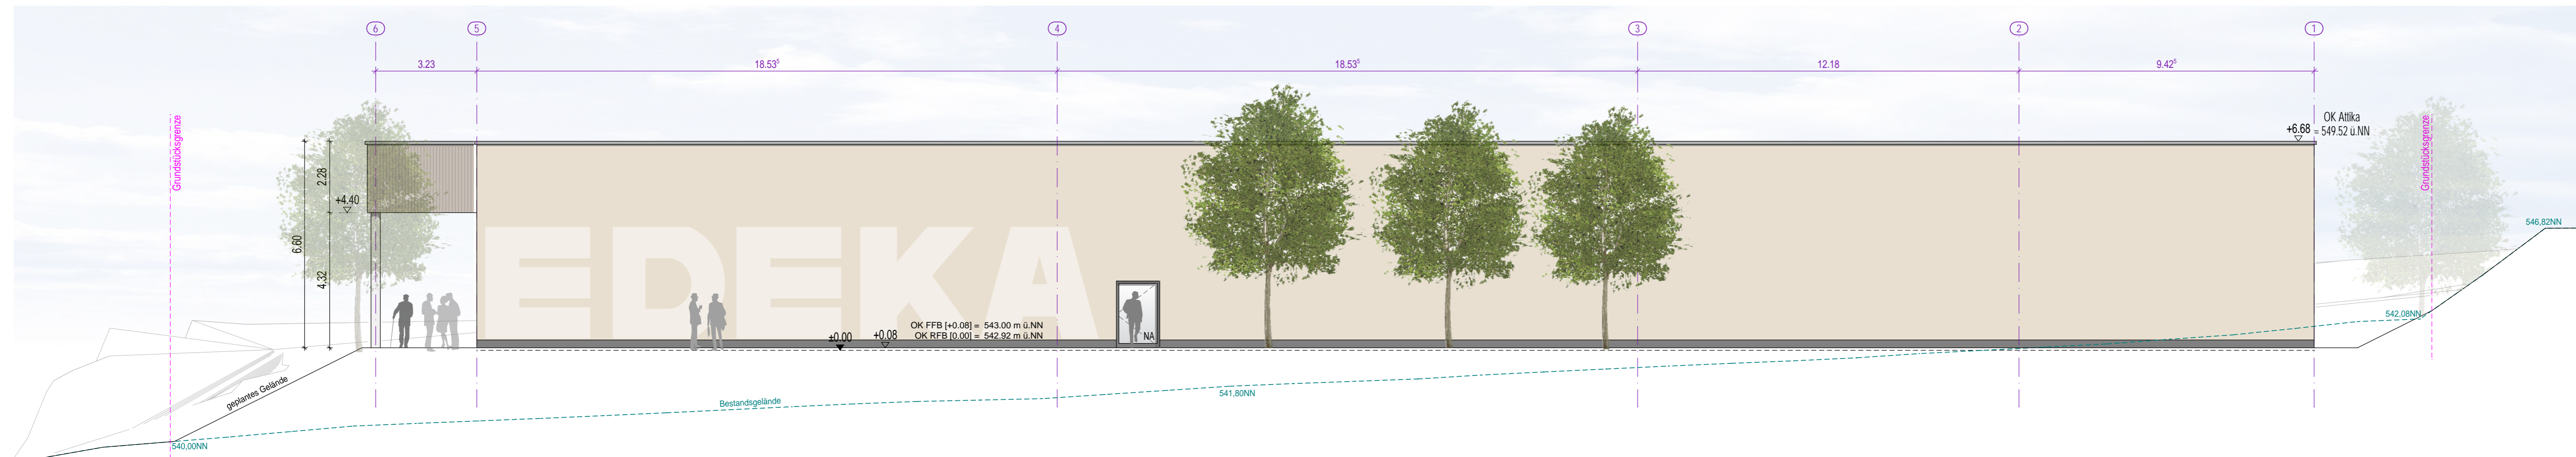 6
5
4
3
2
1
3.23
18.53⁵
18.53⁵
12.18
9.42⁵
Grundstücksgrenze
Grundstücksgrenze
OK Attika
+6.68 = 549.52 ü.NN
2.28
+4.40
6.60
4.32
EDEKA
546,82NN
542,08NN
OK FFB [+0.08] = 543.00 m ü.NN
OK RFB [0.00] = 542.92 m ü.NN
±0.00
+0.08
NA
geplantes Gelände
Bestandsgelände
541,80NN
540,00NN